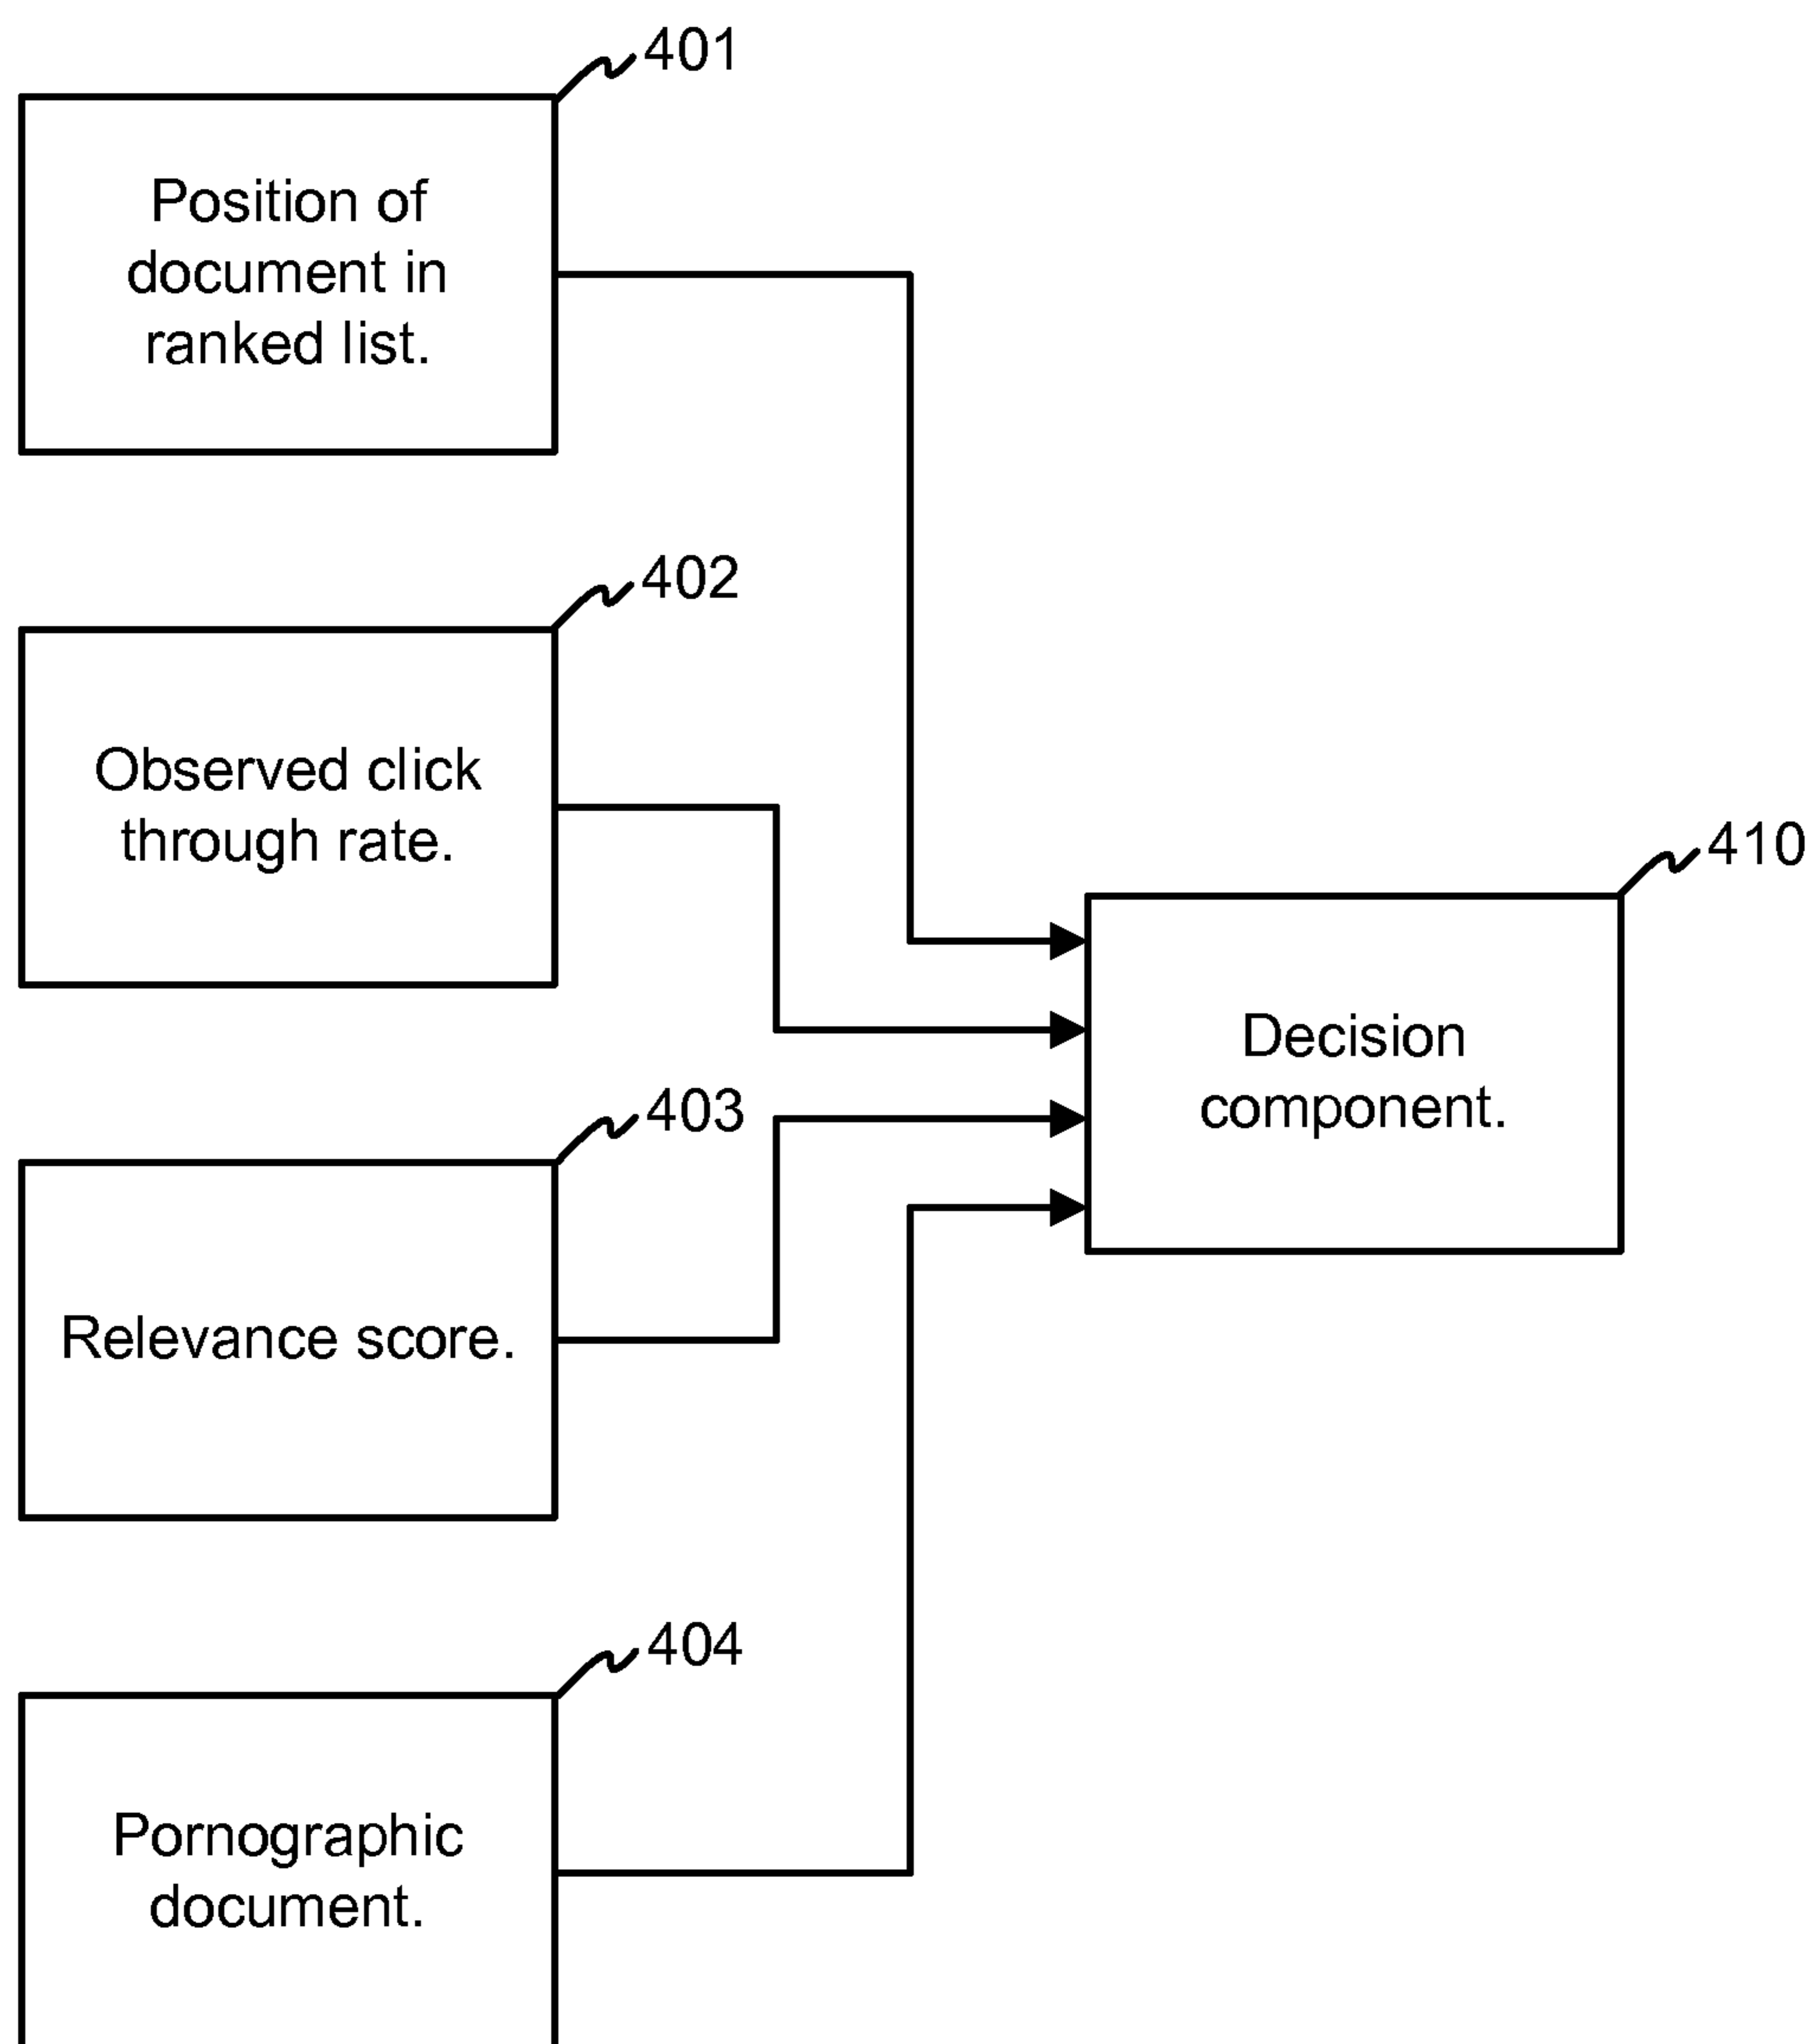 401
Position of
document in
ranked list.
402
Observed click
through rate.
410
Decision
component.
403
Relevance score.
404
Pornographic
document.